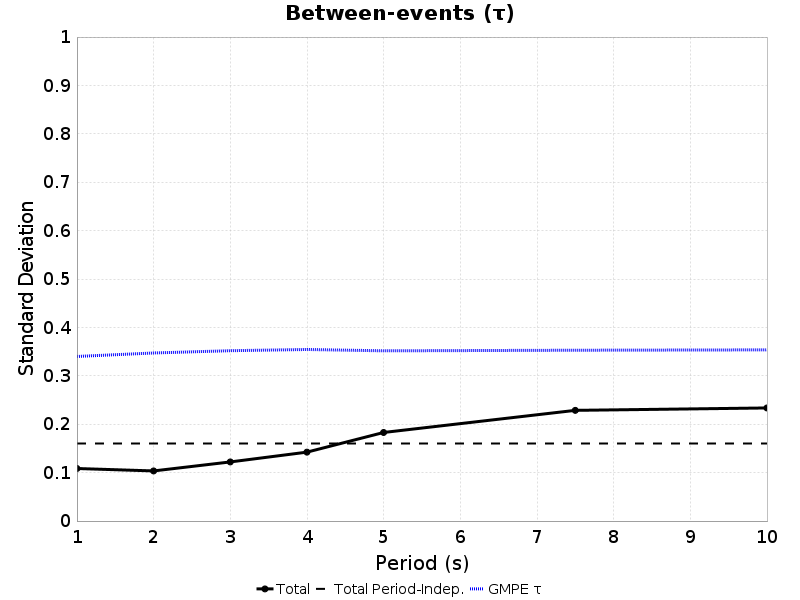 Between-events (τ)
1
0.9
0.8
0.7
0.6
0.5
0.4
0.3
0.2
0.1
0
Standard Deviation
1 2 3 4 5 6 7 8 9 10
Period (s)
Total Total Period-Indep. GMPE τ